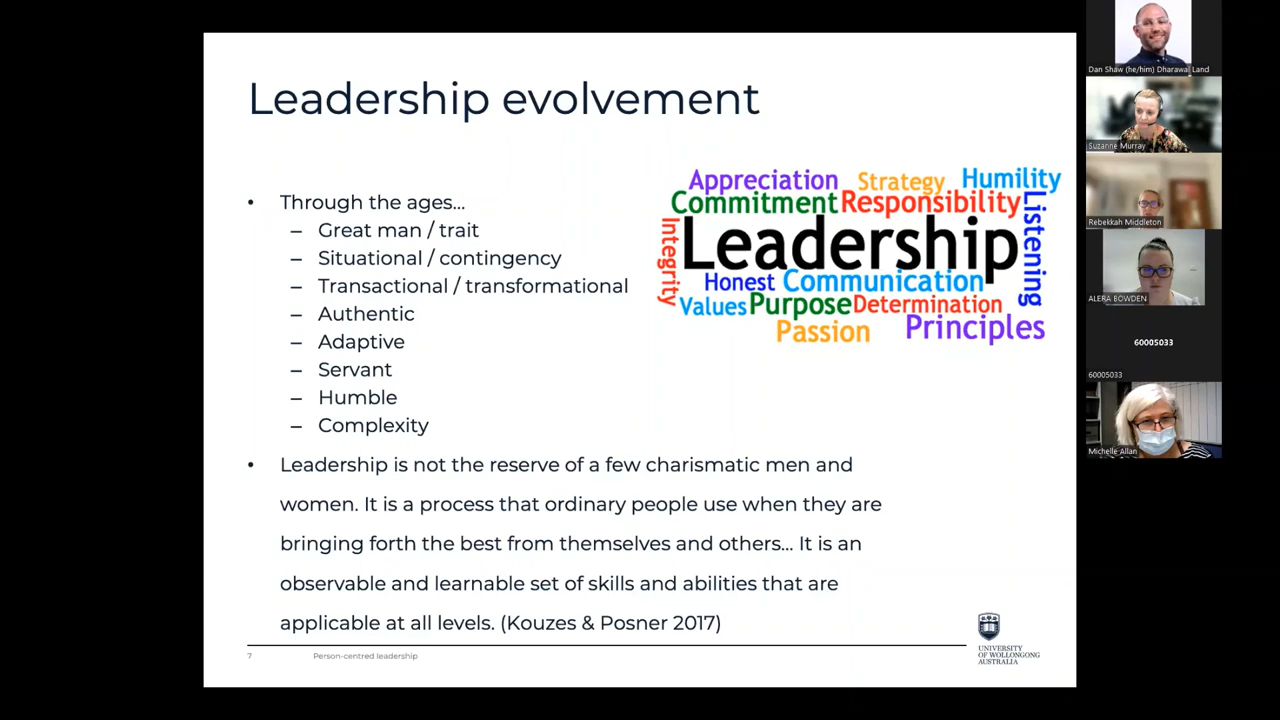 Leadership evolvement
• Through the ages...
– Great man / trait
– Situational / contingency
– Transactional / transformational
– Authentic
– Adaptive
– Servant
– Humble
– Complexity
• Leadership is not the reserve of a few charismatic men and
women. It is a process that ordinary people use when they are
bringing forth the best from themselves and others... It is an
observable and learnable set of skills and abilities that are
applicable at all levels. (Kouzes & Posner 2017)
Appreciation Strategy Humility
Commitment Responsibility
Integrity Leadership Listening
Honest Communication
Values Purpose Determination
Passion Principles
7 Person-centred leadership
UNIVERSITY
OF WOLLONGONG
AUSTRALIA
Dan Shaw (he/him) Dharawal Land
Suzanne Murray
Rebekkah Middleton
ALERA BOWDEN
60005033
60005033
Michelle Allan